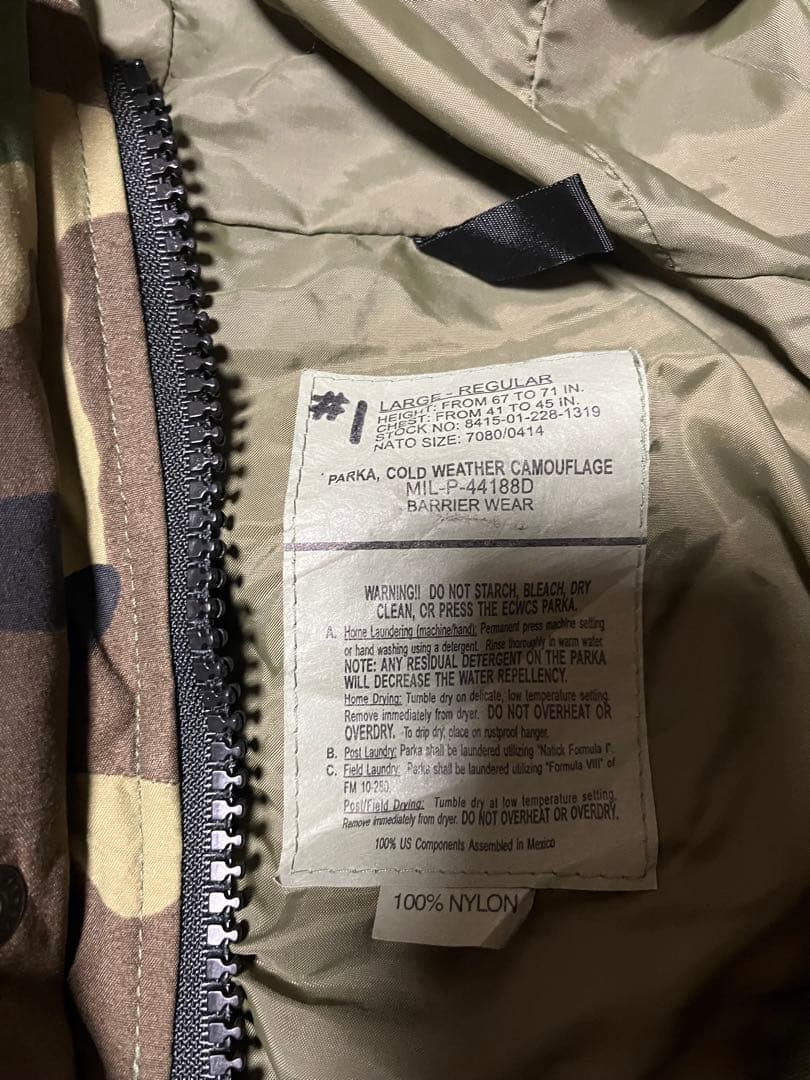 #1
LARGE - REGULAR
HEIGHT: FROM 67 TO 71 IN.
CHEST: FROM 41 TO 45 IN.
STOCK NO: 8415-01-228-1319
NATO SIZE: 7080/0414
PARKA, COLD WEATHER CAMOUFLAGE
MIL-P-44188D
BARRIER WEAR
WARNING!! DO NOT STARCH, BLEACH, DRY
CLEAN, OR PRESS THE ECWCS PARKA.
A. Home Laundering (machine/hand): Permanent press machine setting
or hand washing using a detergent. Rinse thoroughly in warm water.
NOTE: ANY RESIDUAL DETERGENT ON THE PARKA
WILL DECREASE THE WATER REPELLENCY.
Home Drying: Tumble dry on delicate, low temperature setting.
Remove immediately from dryer. DO NOT OVERHEAT OR
OVERDRY. To drip dry, place on rustproof hanger.
B. Post Laundry: Parka shall be laundered utilizing "Natick Formula I".
C. Field Laundry: Parka shall be laundered utilizing "Formula VIII" of
FM 10-280.
Post/Field Drying: Tumble dry at low temperature setting.
Remove immediately from dryer. DO NOT OVERHEAT OR OVERDRY.
100% US Components Assembled in Mexico
100% NYLON